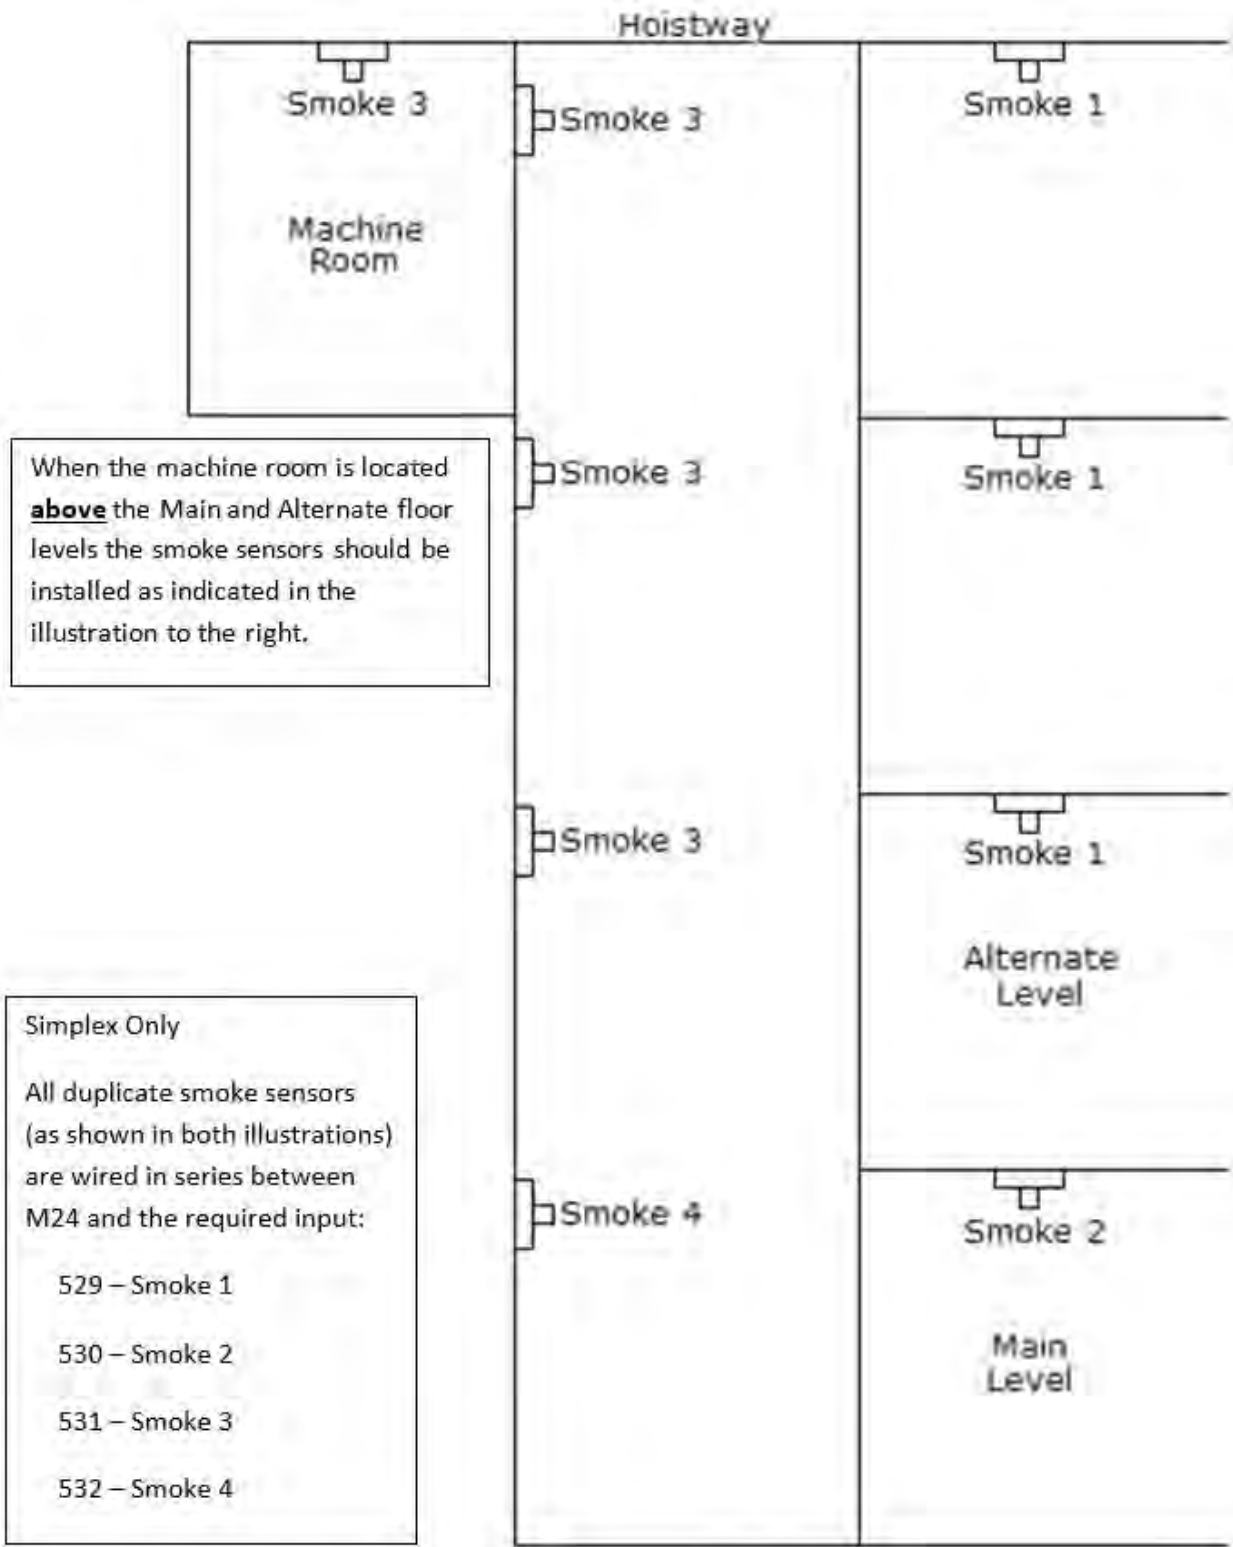 Hoistway
Smoke 3
Smoke 3
Smoke 1
Machine
Room
When the machine room is located
above the Main and Alternate floor
levels the smoke sensors should be
installed as indicated in the
illustration to the right.
Smoke 3
Smoke 1
Smoke 3
Smoke 1
Alternate
Level
Simplex Only
All duplicate smoke sensors
(as shown in both illustrations)
are wired in series between
M24 and the required input:
529 – Smoke 1
530 – Smoke 2
531 – Smoke 3
532 – Smoke 4
Smoke 4
Smoke 2
Main
Level